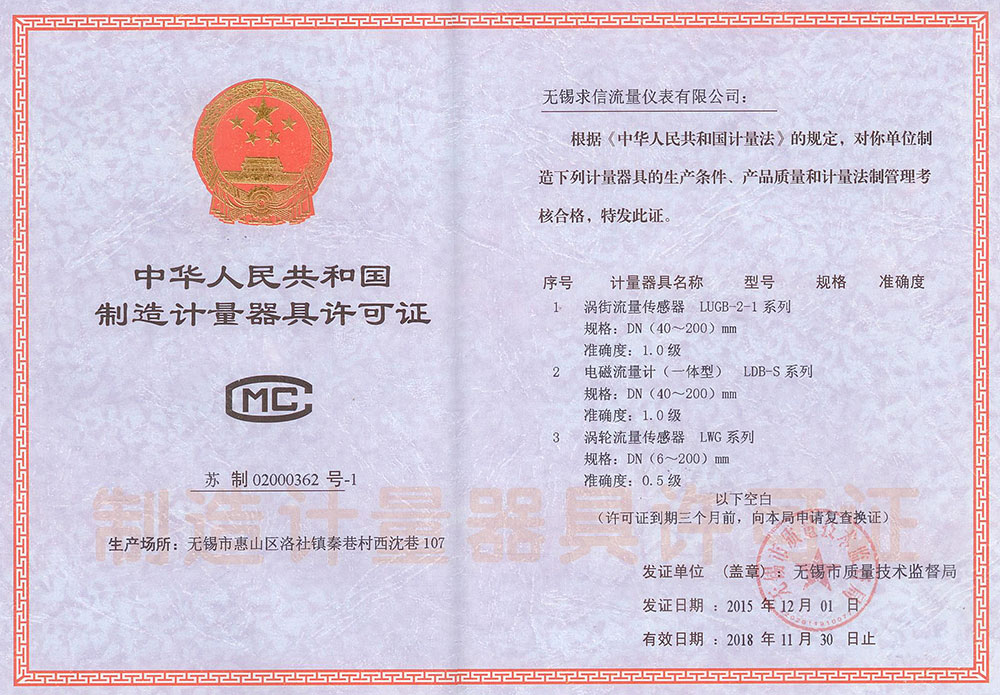 中华人民共和国
制造计量器具许可证
CMC
苏 制 02000362 号-1
制造计量器具许可证
生产场所：无锡市惠山区洛社镇秦巷村西沈巷 107
无锡求信流量仪表有限公司：
根据《中华人民共和国计量法》的规定，对你单位制
造下列计量器具的生产条件、产品质量和计量法制管理考
核合格，特发此证。
序号 计量器具名称 型号 规格 准确度
1 涡街流量传感器 LUGB-2-1 系列
规格：DN（40～200）mm
准确度：1.0 级
2 电磁流量计（一体型） LDB-S 系列
规格：DN（40～200）mm
准确度：1.0 级
3 涡轮流量传感器 LWG 系列
规格：DN（6～200）mm
准确度：0.5 级
以下空白
（许可证到期三个月前，向本局申请复查换证）
发证单位 （盖章）：无锡市质量技术监督局
发证日期：2015 年 12 月 01 日
有效日期：2018 年 11 月 30 日止
无锡市质量技术监督局